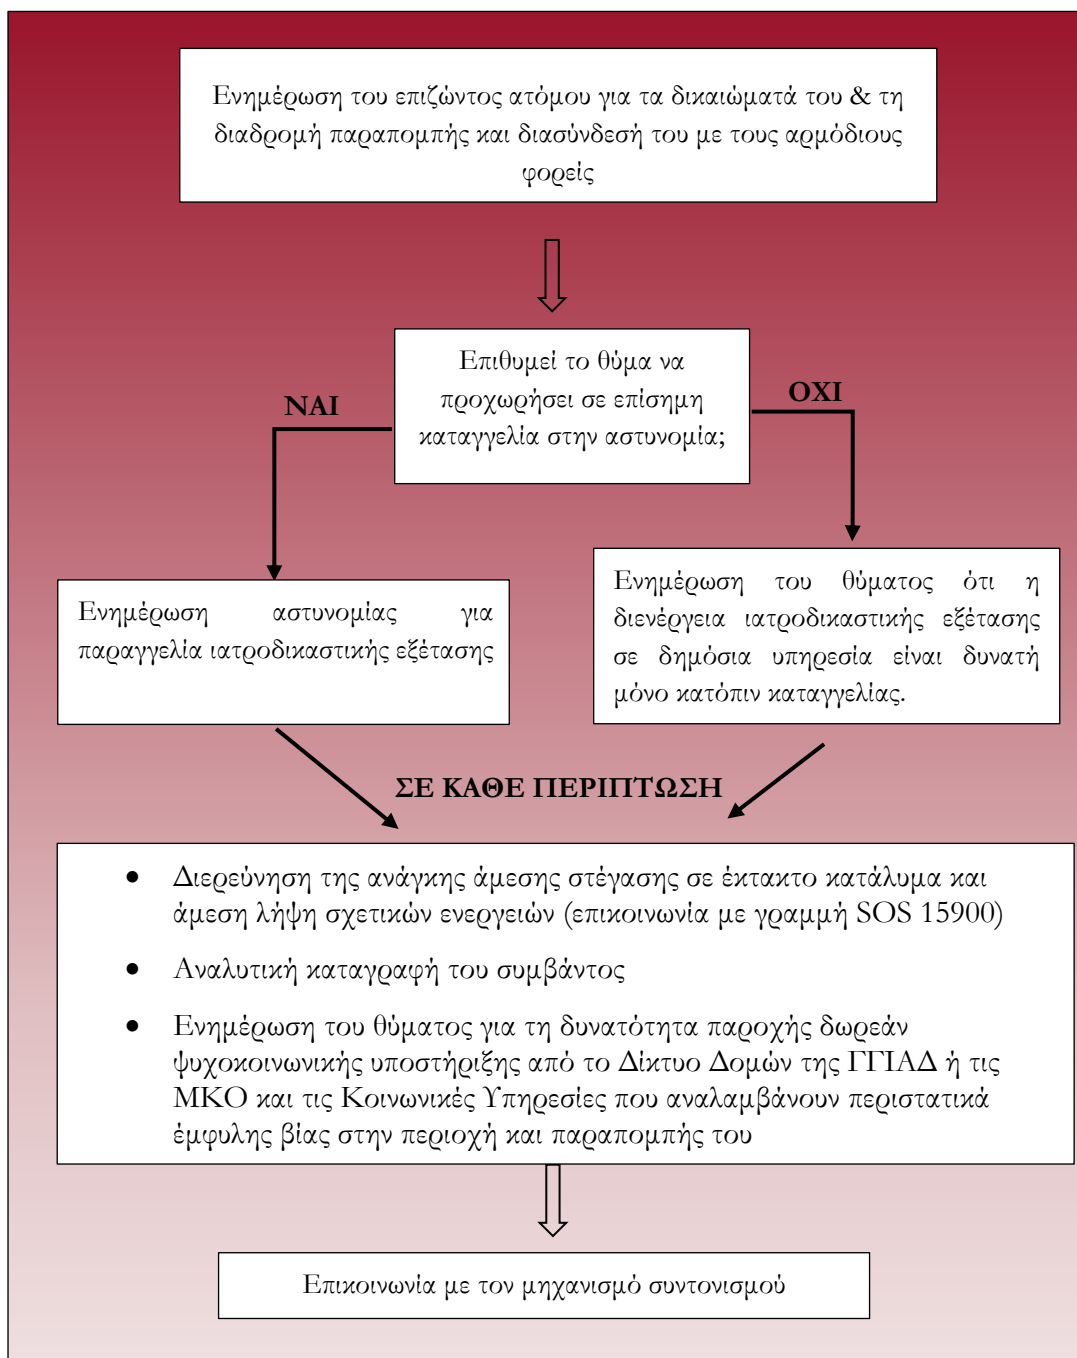 Ενημέρωση του επιζώντος ατόμου για τα δικαιώματά του & τη
διαδρομή παραπομπής και διασύνδεσή του με τους αρμόδιους
φορείς
Επιθυμεί το θύμα να
προχωρήσει σε επίσημη
καταγγελία στην αστυνομία;
ΝΑΙ
ΟΧΙ
Ενημέρωση αστυνομίας για
παραγγελία ιατροδικαστικής εξέτασης
Ενημέρωση του θύματος ότι η
διενέργεια ιατροδικαστικής εξέτασης
σε δημόσια υπηρεσία είναι δυνατή
μόνο κατόπιν καταγγελίας.
ΣΕ ΚΑΘΕ ΠΕΡΙΠΤΩΣΗ
• Διερεύνηση της ανάγκης άμεσης στέγασης σε έκτακτο κατάλυμα και
άμεση λήψη σχετικών ενεργειών (επικοινωνία με γραμμή SOS 15900)
• Αναλυτική καταγραφή του συμβάντος
• Ενημέρωση του θύματος για τη δυνατότητα παροχής δωρεάν
ψυχοκοινωνικής υποστήριξης από το Δίκτυο Δομών της ΓΓΙΑΔ ή τις
ΜΚΟ και τις Κοινωνικές Υπηρεσίες που αναλαμβάνουν περιστατικά
έμφυλης βίας στην περιοχή και παραπομπής του
Επικοινωνία με τον μηχανισμό συντονισμού